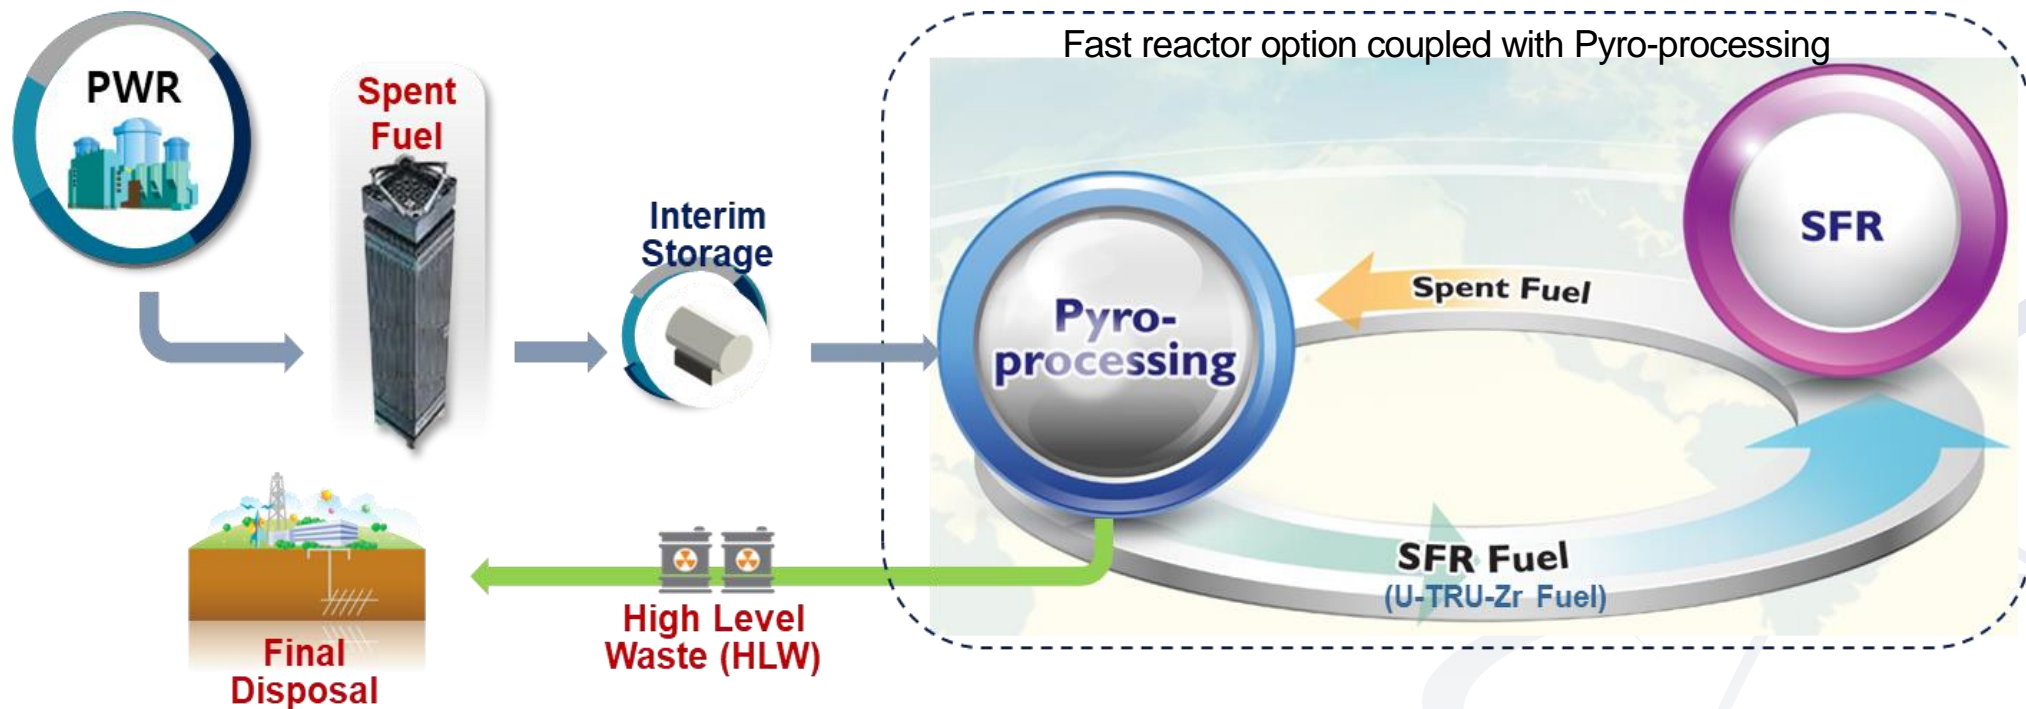 Fast reactor option coupled with Pyro-processing
PWR
Spent
Fuel
Interim
Storage
Pyro-
processing
Spent Fuel
SFR
SFR Fuel
(U-TRU-Zr Fuel)
High Level
Waste (HLW)
Final
Disposal